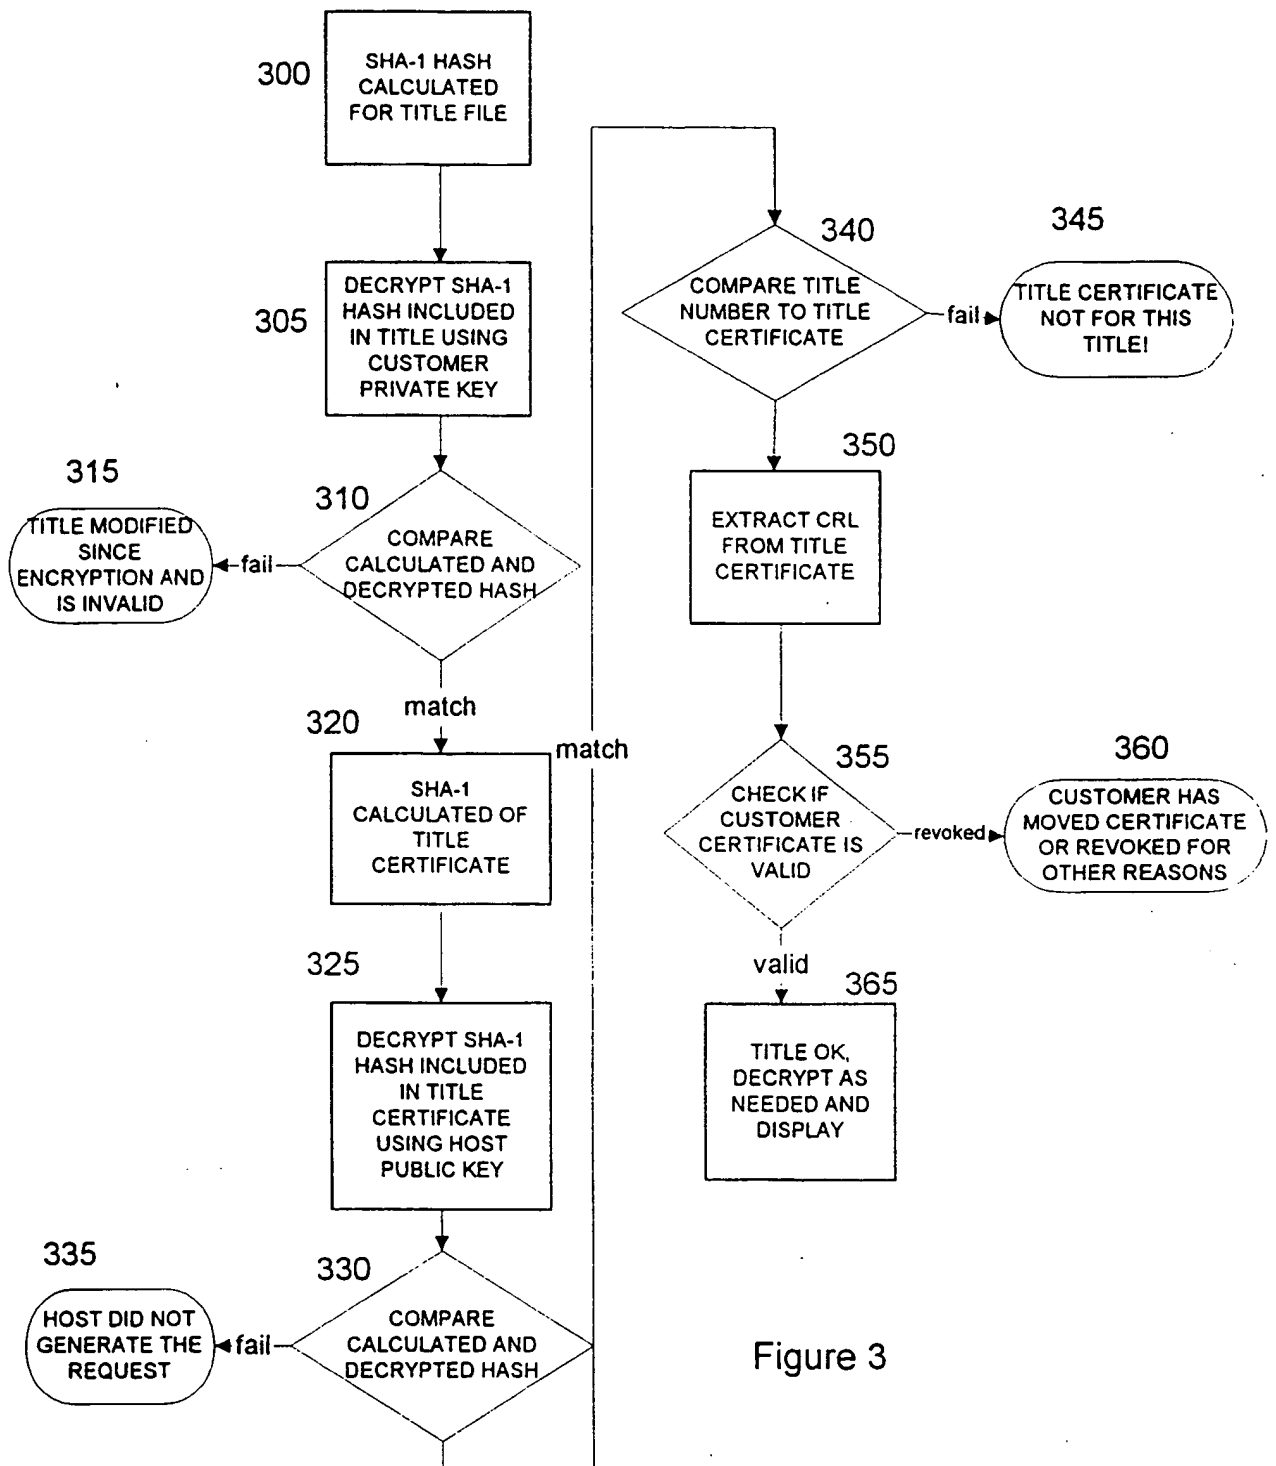 300
SHA-1 HASH
CALCULATED
FOR TITLE FILE
305
DECRYPT SHA-1
HASH INCLUDED
IN TITLE USING
CUSTOMER
PRIVATE KEY
310
COMPARE
CALCULATED AND
DECRYPTED HASH
fail
315
TITLE MODIFIED
SINCE
ENCRYPTION AND
IS INVALID
match
320
SHA-1
CALCULATED OF
TITLE
CERTIFICATE
325
DECRYPT SHA-1
HASH INCLUDED
IN TITLE
CERTIFICATE
USING HOST
PUBLIC KEY
330
COMPARE
CALCULATED AND
DECRYPTED HASH
fail
335
HOST DID NOT
GENERATE THE
REQUEST
match
340
COMPARE TITLE
NUMBER TO TITLE
CERTIFICATE
fail
345
TITLE CERTIFICATE
NOT FOR THIS
TITLE!
350
EXTRACT CRL
FROM TITLE
CERTIFICATE
355
CHECK IF
CUSTOMER
CERTIFICATE IS
VALID
revoked
360
CUSTOMER HAS
MOVED CERTIFICATE
OR REVOKED FOR
OTHER REASONS
valid
365
TITLE OK,
DECRYPT AS
NEEDED AND
DISPLAY
Figure 3